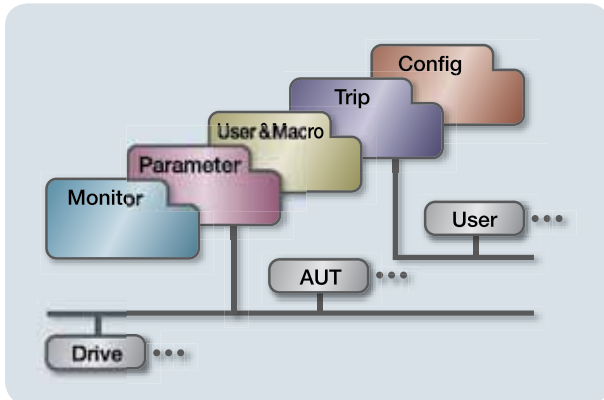 Config
Trip
User & Macro
Parameter
Monitor
User
AUT
Drive